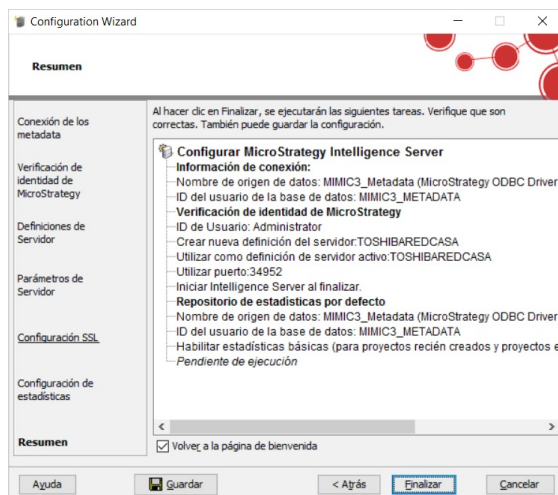 Configuration Wizard
Resumen
Conexión de los
metadata
Verificación de
identidad de
MicroStrategy
Definiciones de
Servidor
Parámetros de
Servidor
Configuración SSL
Configuración de
estadísticas
Resumen
Al hacer clic en Finalizar, se ejecutarán las siguientes tareas. Verifique que son
correctas. También puede guardar la configuración.
Configurar MicroStrategy Intelligence Server
Información de conexión:
Nombre de origen de datos: MIMIC3_Metadata (MicroStrategy ODBC Driver
ID del usuario de la base de datos: MIMIC3_METADATA
Verificación de identidad de MicroStrategy
ID de Usuario: Administrator
Crear nueva definición del servidor:TOSHIBAREDCASA
Utilizar como definición de servidor activo:TOSHIBAREDCASA
Utilizar puerto:34952
Iniciar Intelligence Server al finalizar.
Repositorio de estadísticas por defecto
Nombre de origen de datos: MIMIC3_Metadata (MicroStrategy ODBC Driver
ID del usuario de la base de datos: MIMIC3_METADATA
Habilitar estadísticas básicas (para proyectos recién creados y proyectos e
Pendiente de ejecución
Volver a la página de bienvenida
Ayuda
Guardar
< Atrás
Finalizar
Cancelar